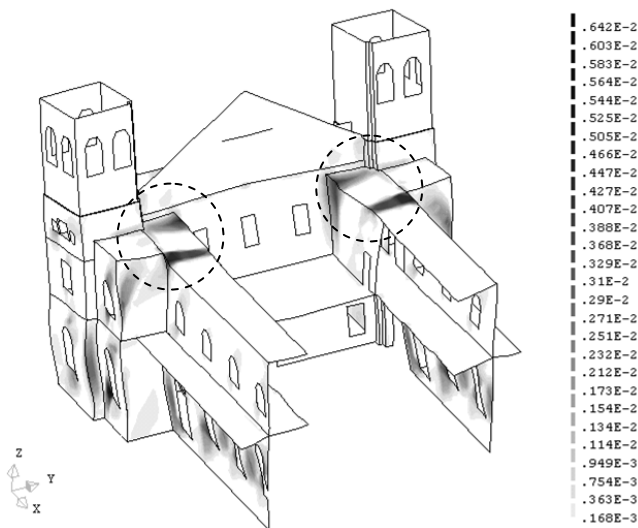 .642E-2
.603E-2
.583E-2
.564E-2
.544E-2
.525E-2
.505E-2
.466E-2
.447E-2
.427E-2
.407E-2
.388E-2
.368E-2
.329E-2
.31E-2
.29E-2
.271E-2
.251E-2
.232E-2
.212E-2
.173E-2
.154E-2
.134E-2
.114E-2
.949E-3
.754E-3
.363E-3
.168E-3
Z
Y
X